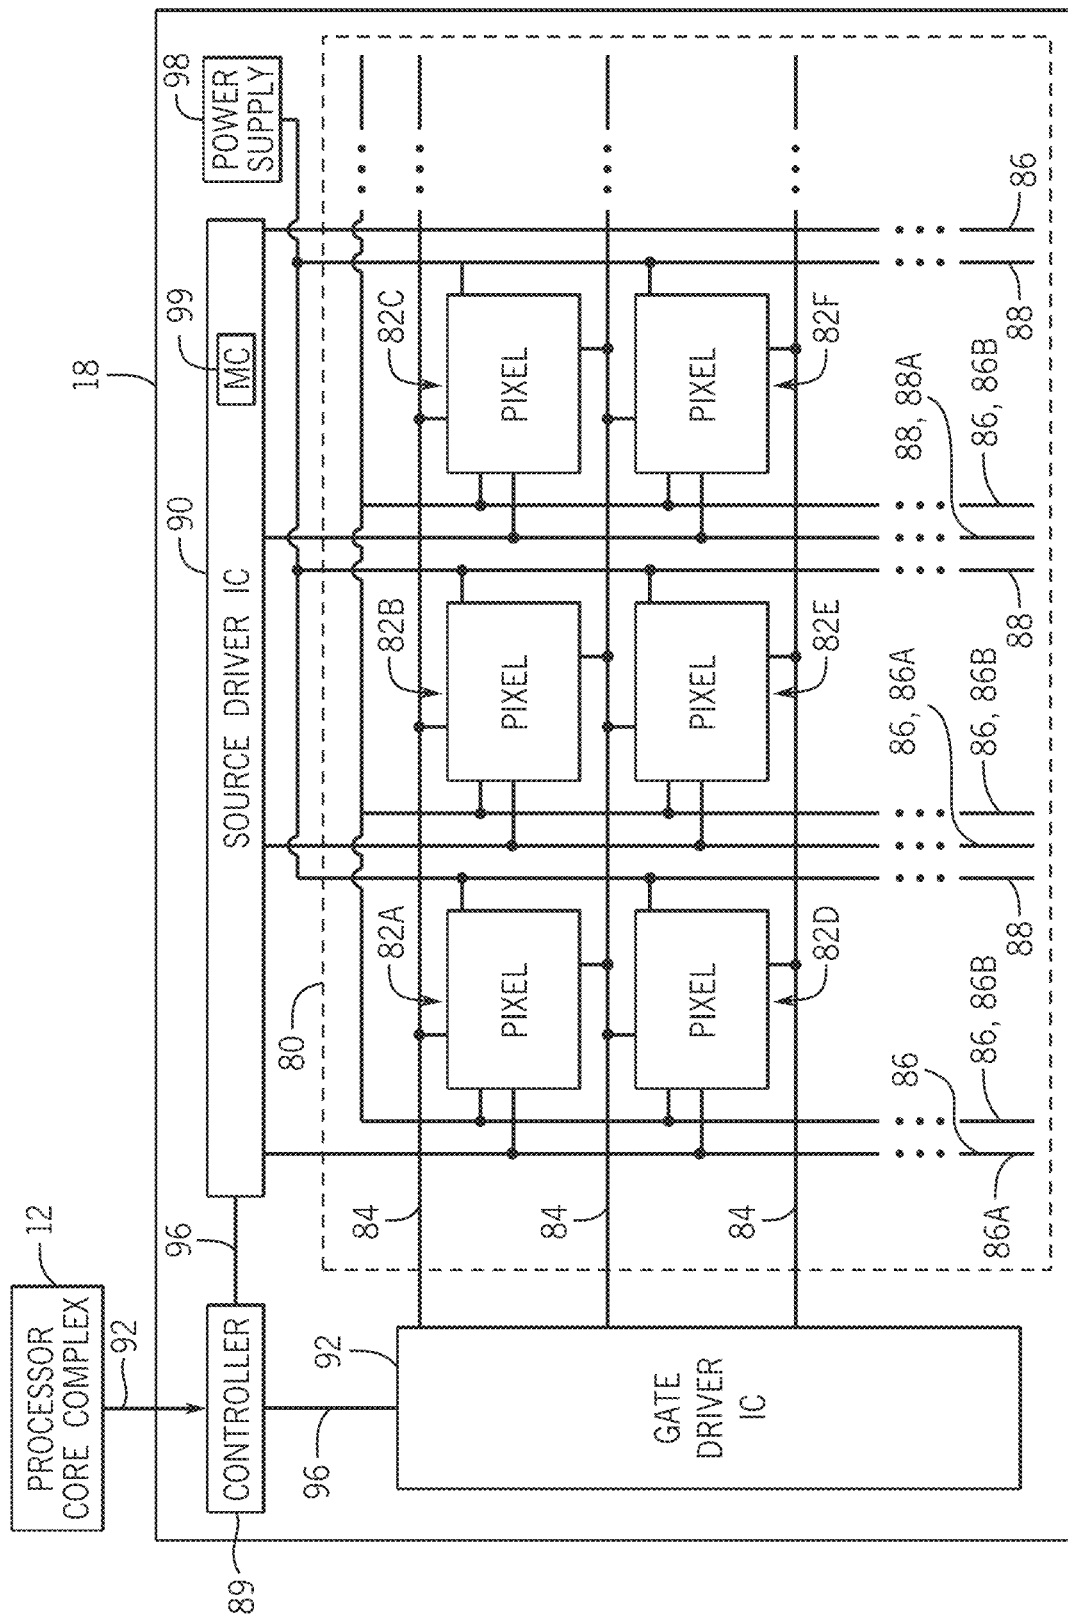 PROCESSOR
CORE COMPLEX
12
92
CONTROLLER
89
96
96
18
90
SOURCE DRIVER IC
99
MC
98
POWER
SUPPLY
80
92
GATE
DRIVER
IC
84
84
84
82A
PIXEL
82B
PIXEL
82C
PIXEL
PIXEL
82D
PIXEL
82E
PIXEL
82F
86
86A
86, 86B
88
86, 86A
86, 86B
88
88, 88A
86, 86B
88
86